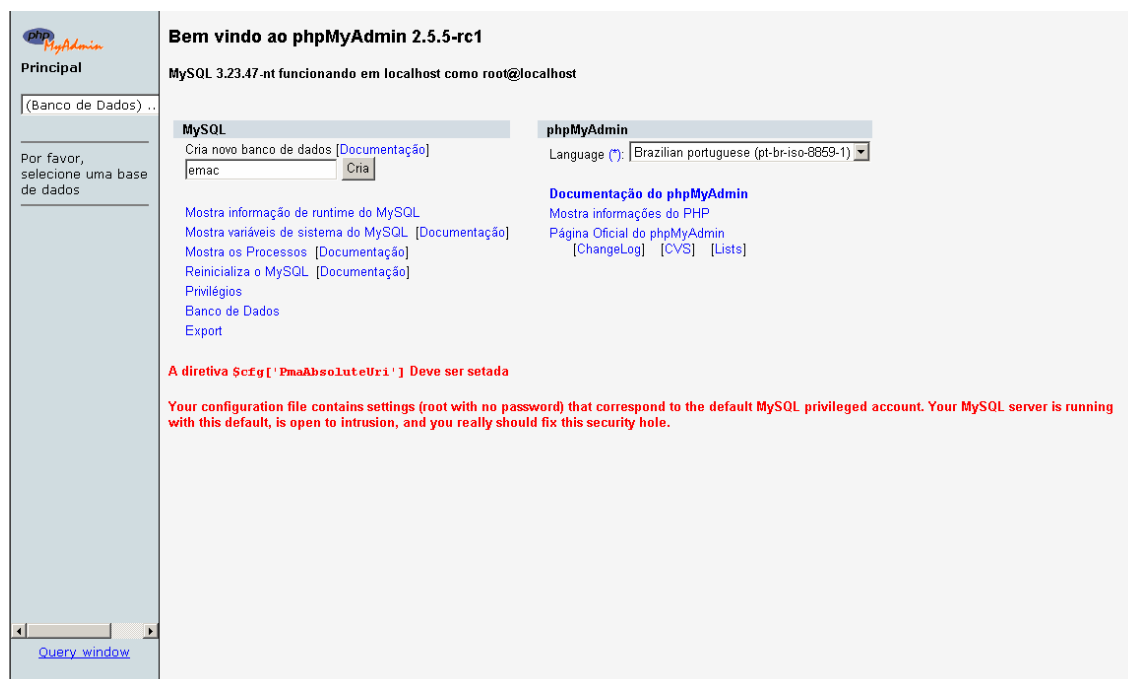 phpMyAdmin
Principal
(Banco de Dados) ..
Por favor,
selecione uma base
de dados
Query window
Bem vindo ao phpMyAdmin 2.5.5-rc1
MySQL 3.23.47-nt funcionando em localhost como root@localhost
MySQL
Cria novo banco de dados [Documentação]
emac Cria
Mostra informação de runtime do MySQL
Mostra variáveis de sistema do MySQL [Documentação]
Mostra os Processos [Documentação]
Reinicializa o MySQL [Documentação]
Privilégios
Banco de Dados
Export
phpMyAdmin
Language (*): Brazilian portuguese (pt-br-iso-8859-1)
Documentação do phpMyAdmin
Mostra informações do PHP
Página Oficial do phpMyAdmin
[ChangeLog] [CVS] [Lists]
A diretiva $cfg['PmaAbsoluteUri'] Deve ser setada
Your configuration file contains settings (root with no password) that correspond to the default MySQL privileged account. Your MySQL server is running
with this default, is open to intrusion, and you really should fix this security hole.